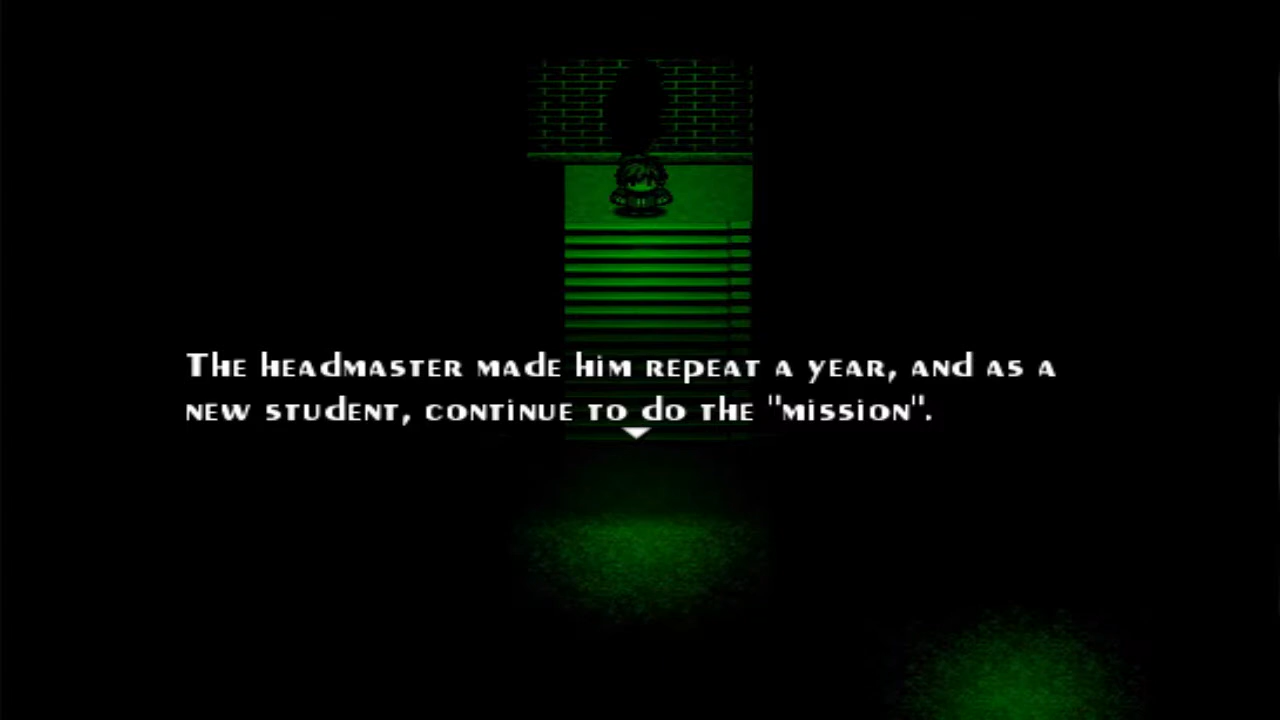 The headmaster made him repeat a year, and as a
new student, continue to do the "mission".